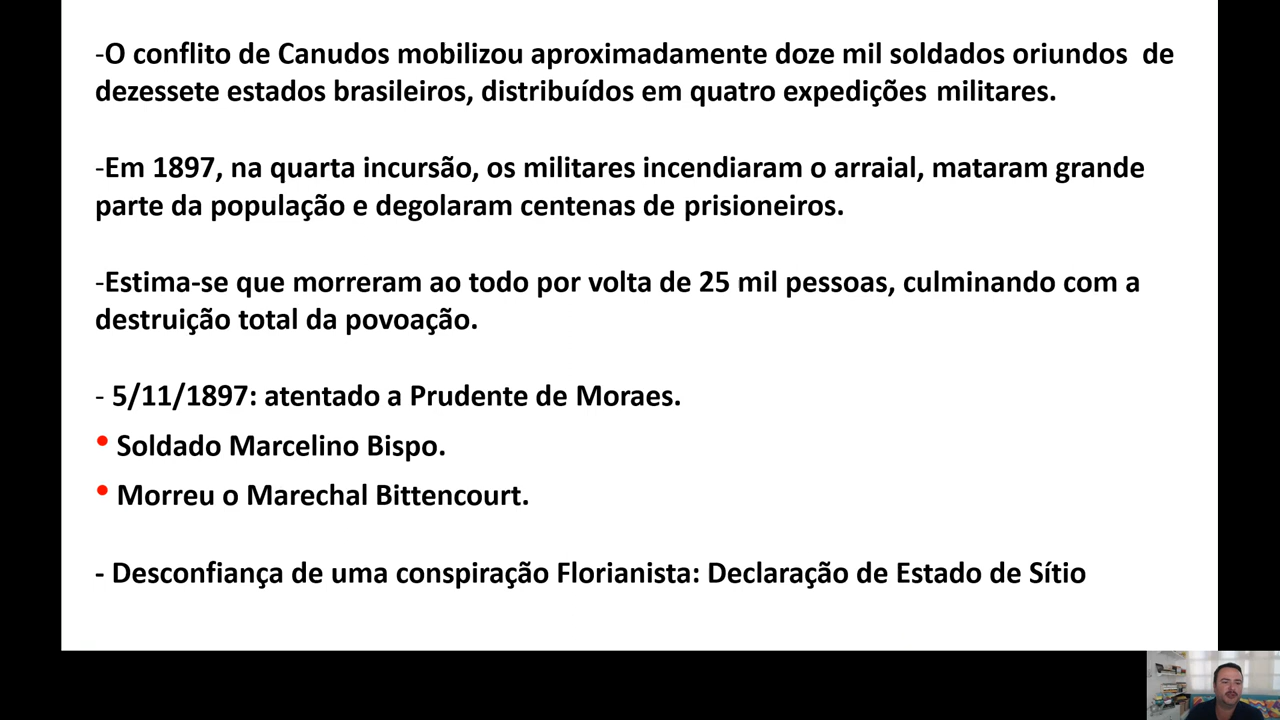 -O conflito de Canudos mobilizou aproximadamente doze mil soldados oriundos de
dezessete estados brasileiros, distribuídos em quatro expedições militares.
-Em 1897, na quarta incursão, os militares incendiaram o arraial, mataram grande
parte da população e degolaram centenas de prisioneiros.
-Estima-se que morreram ao todo por volta de 25 mil pessoas, culminando com a
destruição total da povoação.
- 5/11/1897: atentado a Prudente de Moraes.
• Soldado Marcelino Bispo.
• Morreu o Marechal Bittencourt.
- Desconfiança de uma conspiração Florianista: Declaração de Estado de Sítio